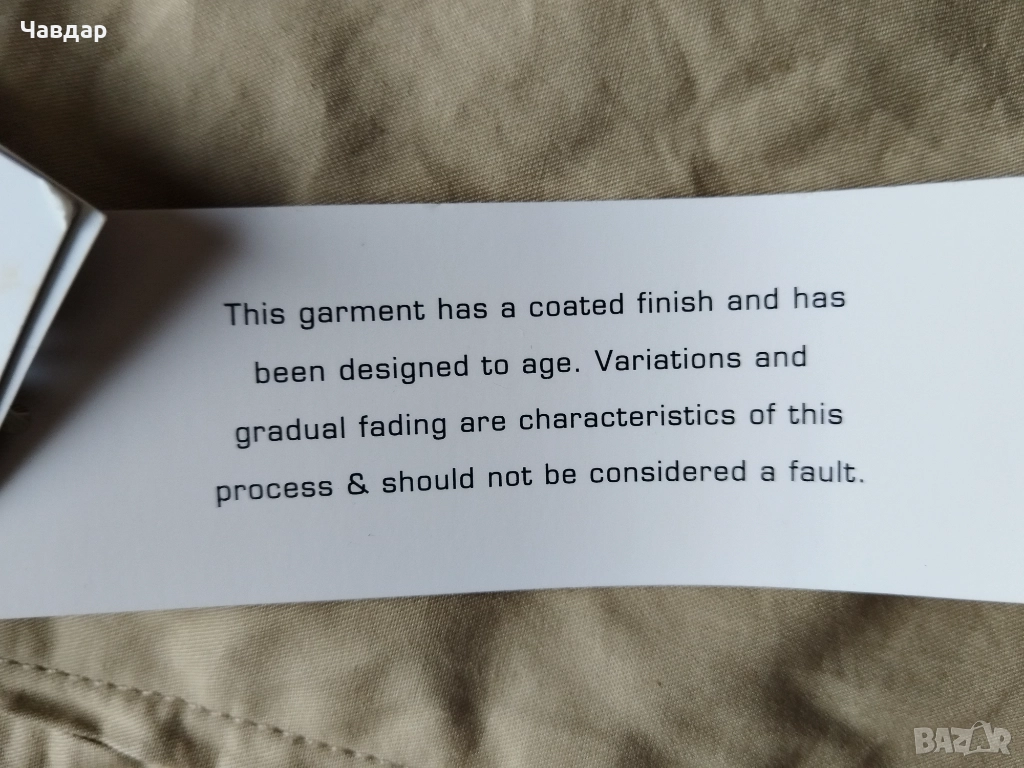 Чавдар
This garment has a coated finish and has
been designed to age. Variations and
gradual fading are characteristics of this
process & should not be considered a fault.
BAZAR